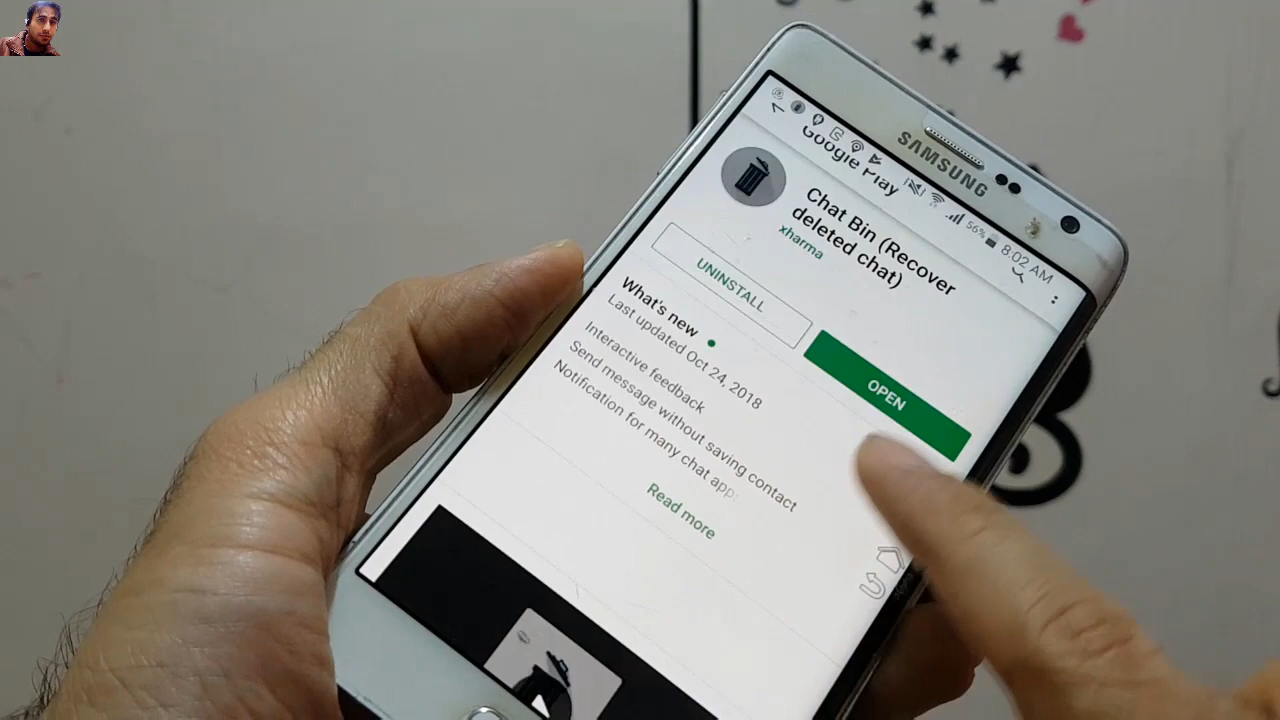 SAMSUNG
56% 8:02 AM
Google Play
Chat Bin (Recover
deleted chat)
xharma
UNINSTALL
OPEN
What's new
Last updated Oct 24, 2018
Interactive feedback
Send message without saving contact
Notification for many chat app
Read more